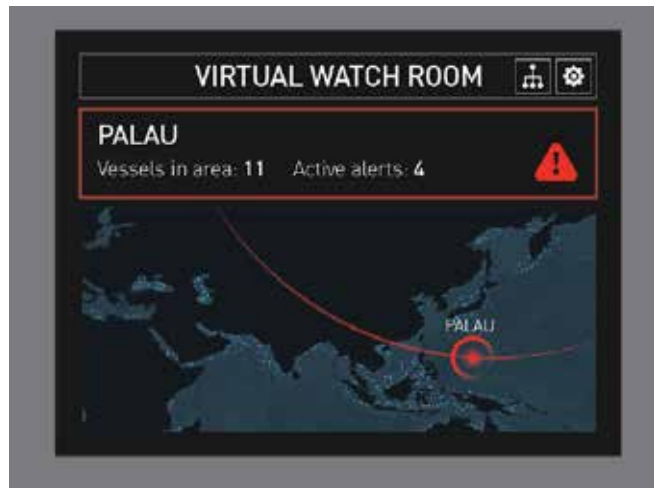 VIRTUAL WATCH ROOM
PALAU
Vessels in area: 11 Active alerts: 4
PALAU